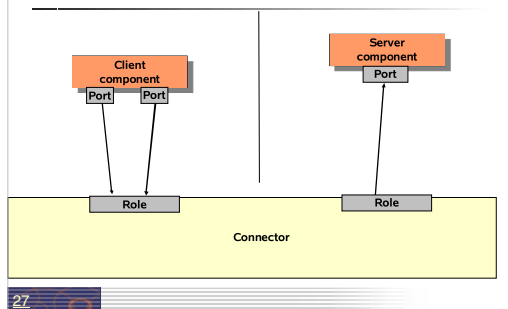 Client
component
Port
Port
Server
component
Port
Role
Role
Connector
27